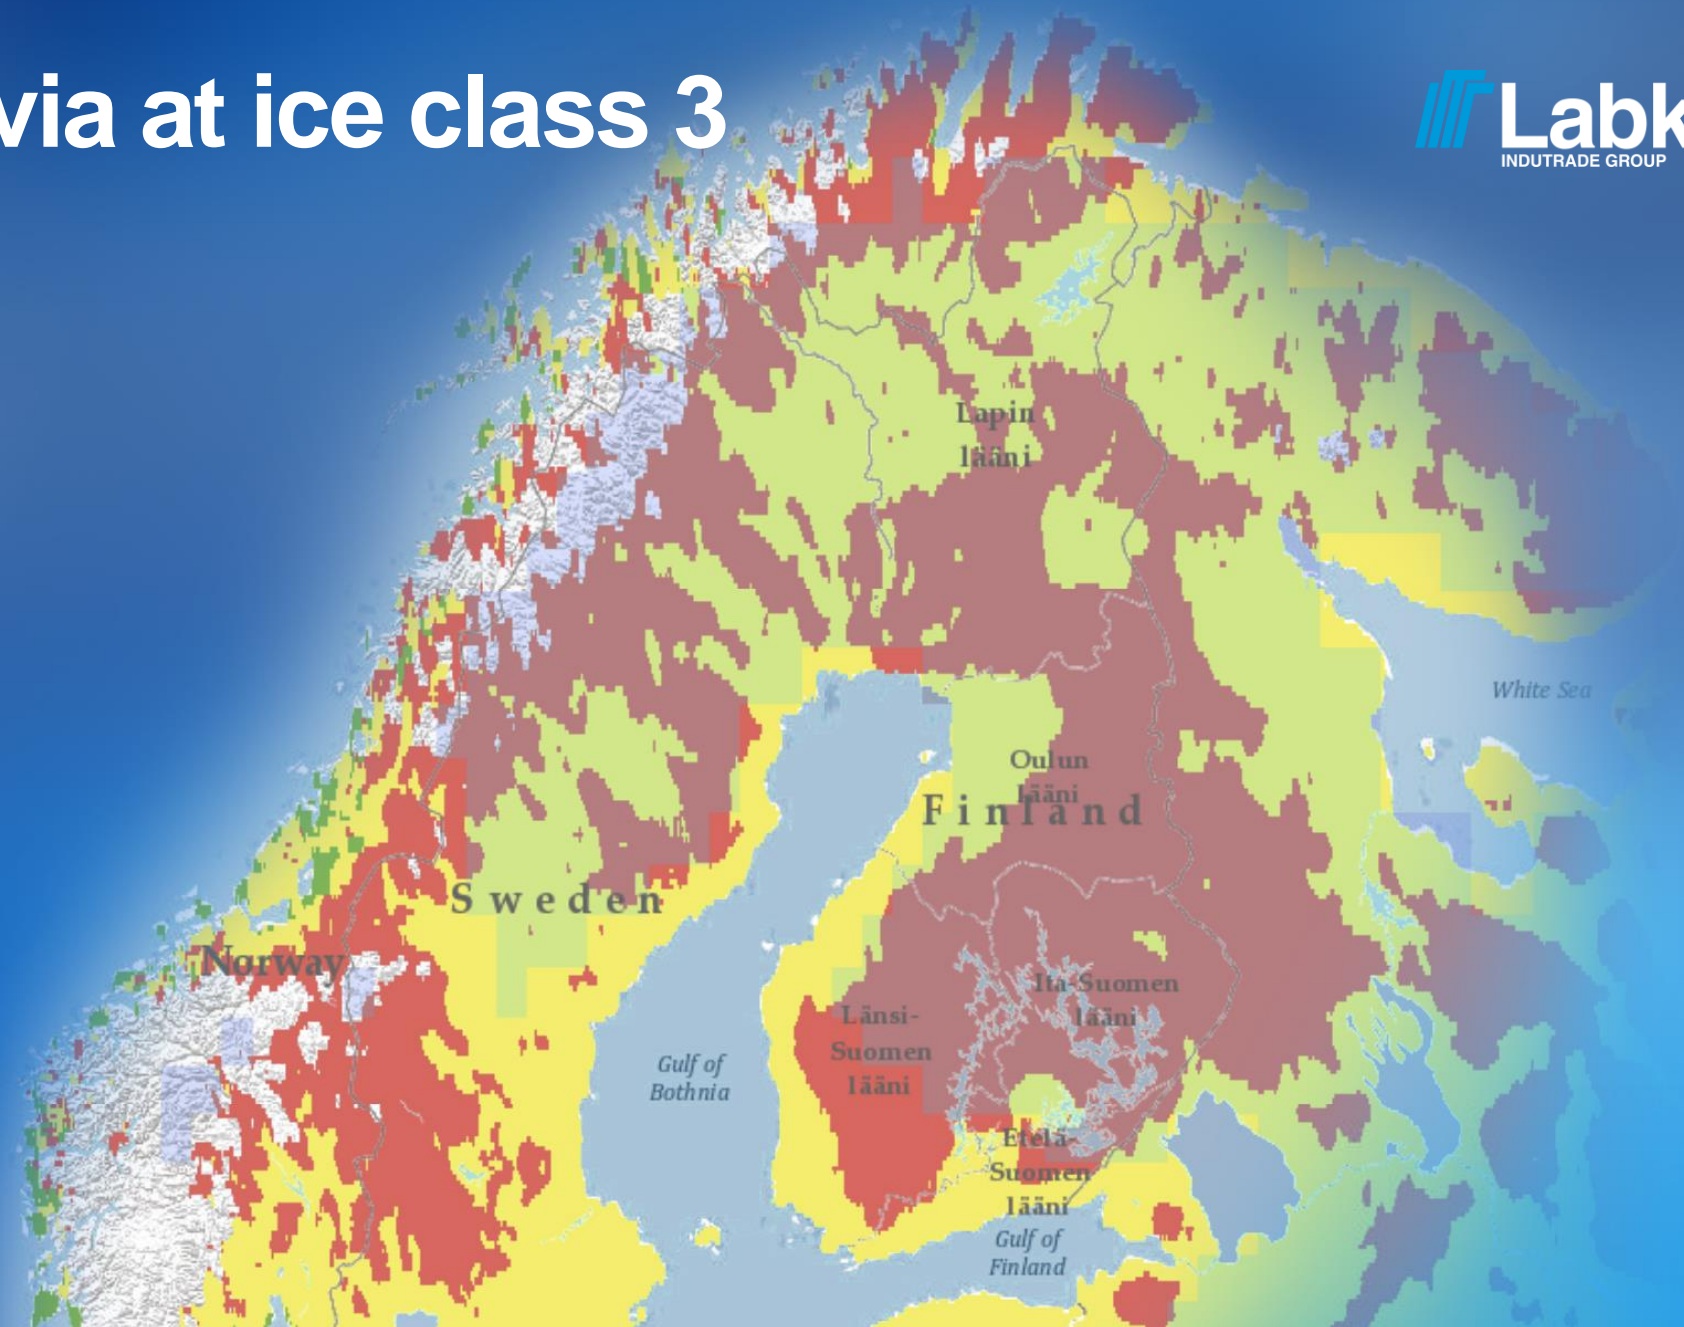 via at ice class 3
Labk
INDUTRADE GROUP
Lapin
lääni
White Sea
Oulun
lääni
Finland
Sweden
Norway
Itä-Suomen
lääni
Länsi-
Suomen
lääni
Gulf of
Bothnia
Etelä-
Suomen
lääni
Gulf of
Finland